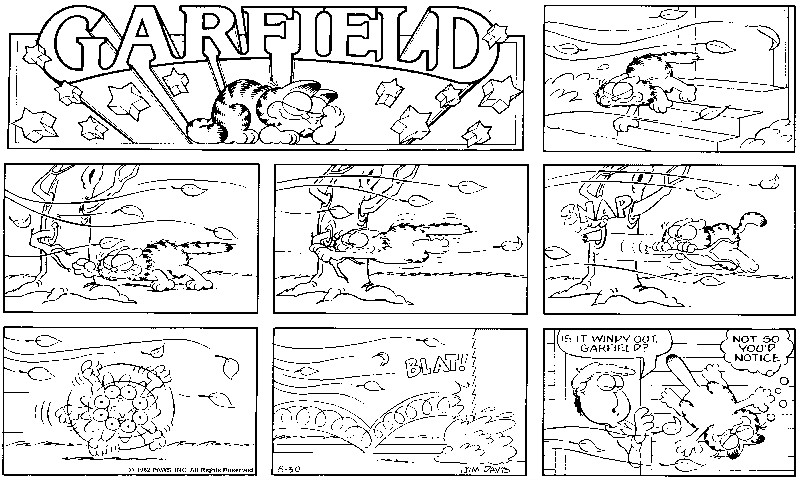 GARFIELD
SNAP!
© 1982 PAWS, INC. All Rights Reserved
BLAT!
5-30
JIM DAVIS
IS IT WINDY OUT,
GARFIELD?
NOT SO
YOU'D
NOTICE